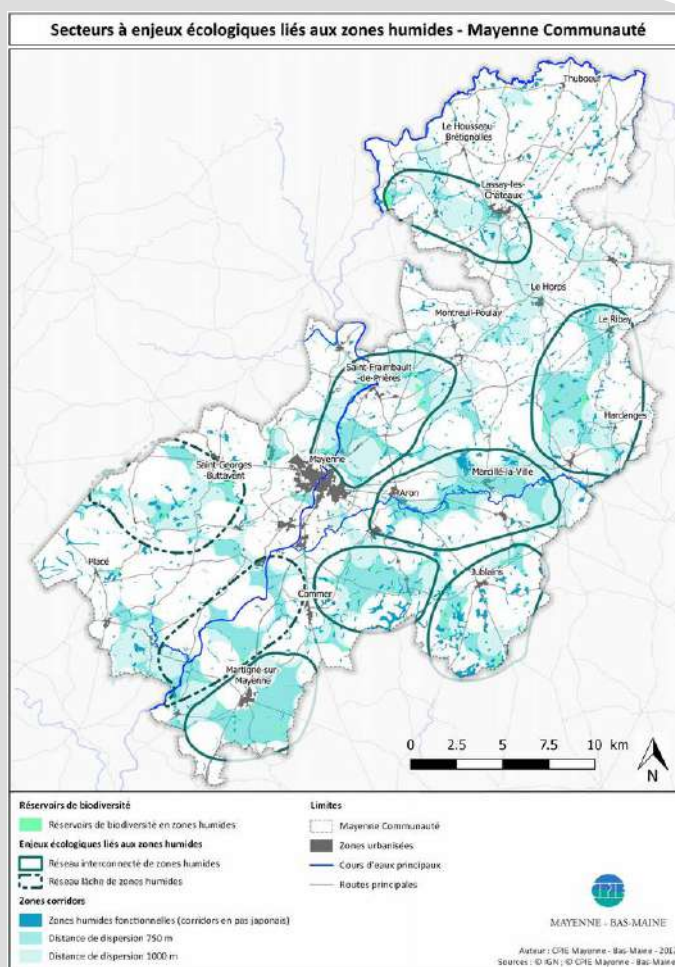 Secteurs à enjeux écologiques liés aux zones humides - Mayenne Communauté
Thuboeuf
Le Housseau-
Brétignolles
Lassay-les-
Châteaux
Le Horps
Montreuil-Poulay
Le Ribay
Saint-Fraimbault
-de-Prières
Hardanges
Mayenne
Saint-Georges
-Buttavent
Marcillé-la-Ville
Aron
Placé
Jublains
Commer
Martigné-sur
-Mayenne
0 2.5 5 7.5 10 km
N
Réservoirs de biodiversité
Réservoirs de biodiversité en zones humides
Enjeux écologiques liés aux zones humides
Réseau interconnecté de zones humides
Réseau lâche de zones humides
Zones corridors
Zones humides fonctionnelles (corridors en pas japonais)
Distance de dispersion 750 m
Distance de dispersion 1000 m
Limites
Mayenne Communauté
Zones urbanisées
Cours d'eaux principaux
Routes principales
CPIE
MAYENNE - BAS-MAINE
Auteur : CPIE Mayenne - Bas-Maine - 2017
Sources : © IGN ; © CPIE Mayenne - Bas-Maine